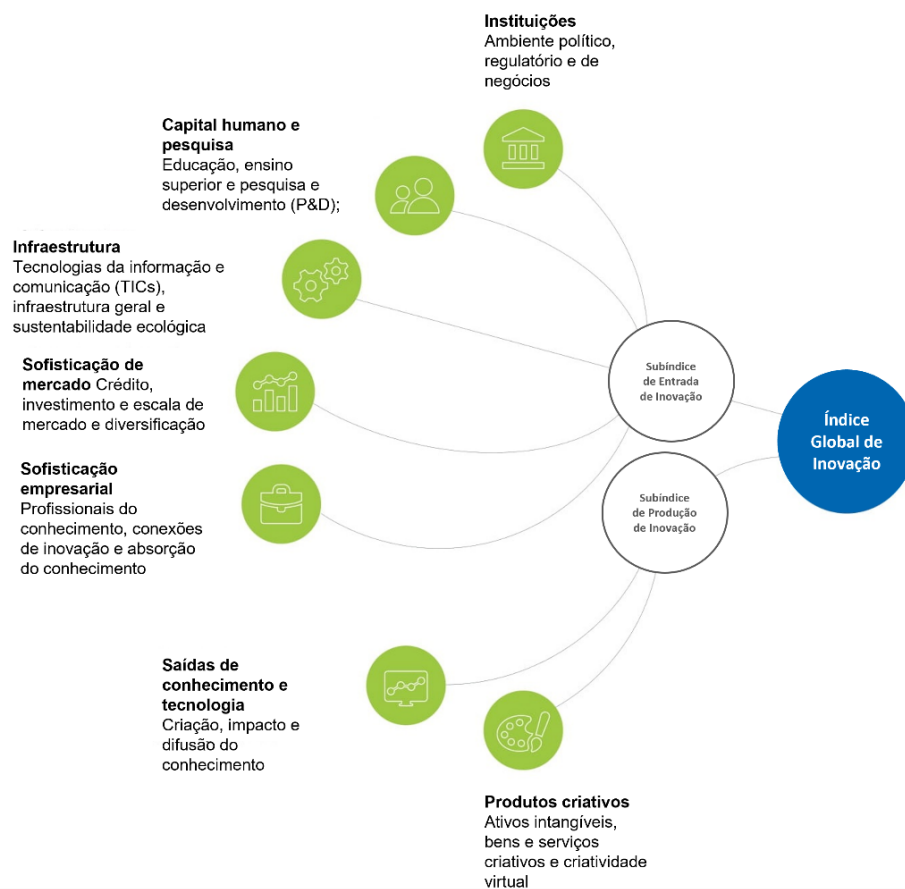 Instituições
Ambiente político,
regulatório e de
negócios
Capital humano e
pesquisa
Educação, ensino
superior e pesquisa e
desenvolvimento (P&D);
Infraestrutura
Tecnologias da informação e
comunicação (TICs),
infraestrutura geral e
sustentabilidade ecológica
Sofisticação de
mercado Crédito,
investimento e escala de
mercado e diversificação
Sofisticação
empresarial
Profissionais do
conhecimento, conexões
de inovação e absorção
do conhecimento
Saídas de
conhecimento e
tecnologia
Criação, impacto e
difusão do
conhecimento
Produtos criativos
Ativos intangíveis,
bens e serviços
criativos e criatividade
virtual
Subíndice
de Entrada
de Inovação
Subíndice
de Produção
de Inovação
Índice
Global de
Inovação